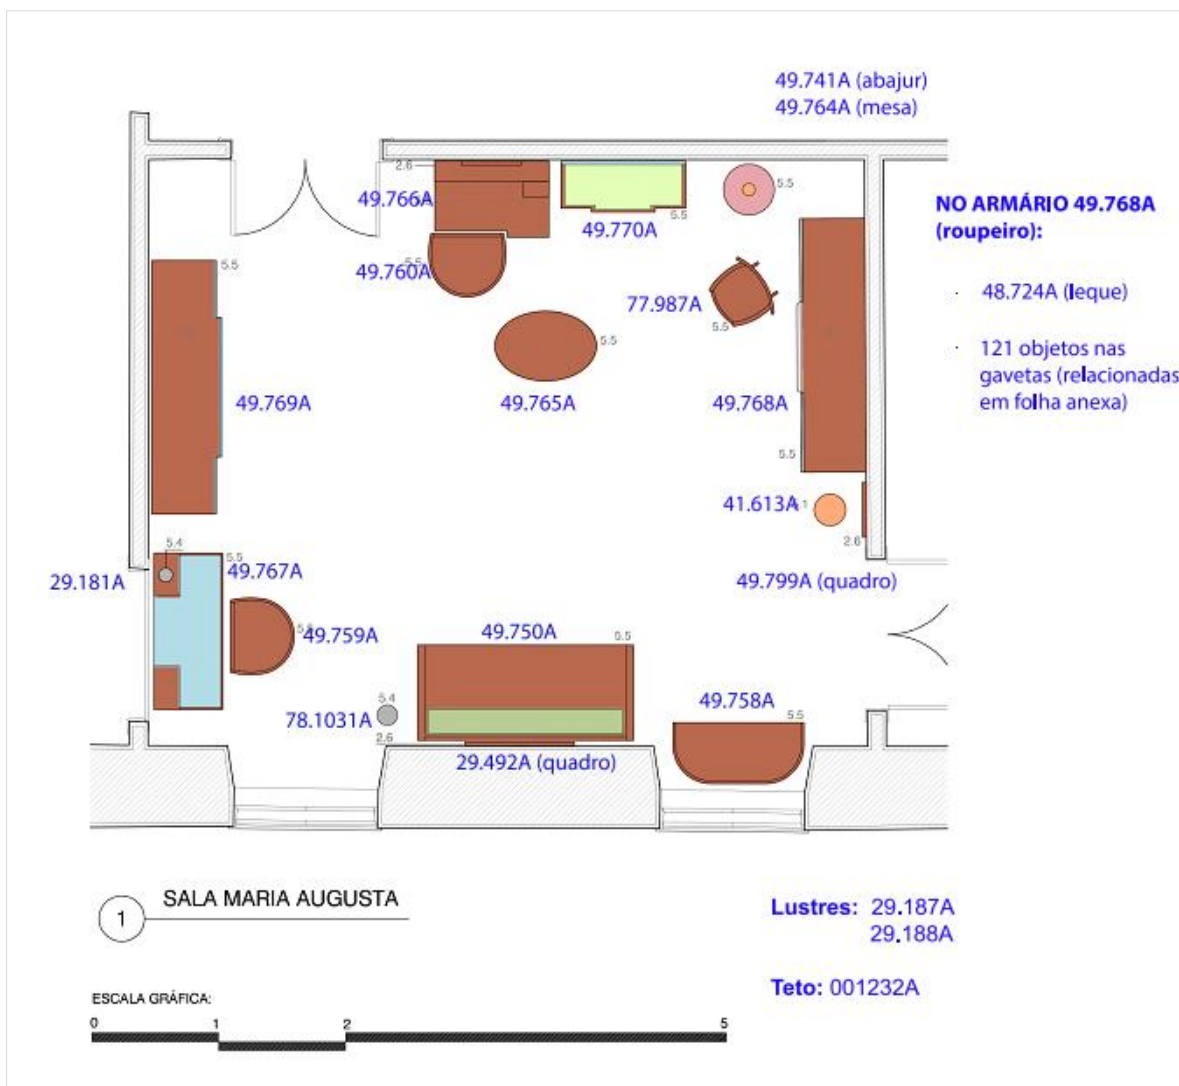 49.741A (abajur)
49.764A (mesa)
2.6
49.766A
5.5
49.770A
5.5
NO ARMÁRIO 49.768A
(roupeiro):
49.760A
5.5
77.987A
5.5
· 48.724A (leque)
5.5
· 121 objetos nas
gavetas (relacionadas
em folha anexa)
49.769A
49.765A
49.768A
5.5
41.613A
2.6
5.4
5.5
29.181A
49.767A
49.799A (quadro)
49.759A
49.750A
5.5
49.758A
5.4
5.5
78.1031A
2.6
29.492A (quadro)
1
SALA MARIA AUGUSTA
Lustres: 29.187A
29.188A
Teto: 001232A
ESCALA GRÁFICA:
0 1 2 5